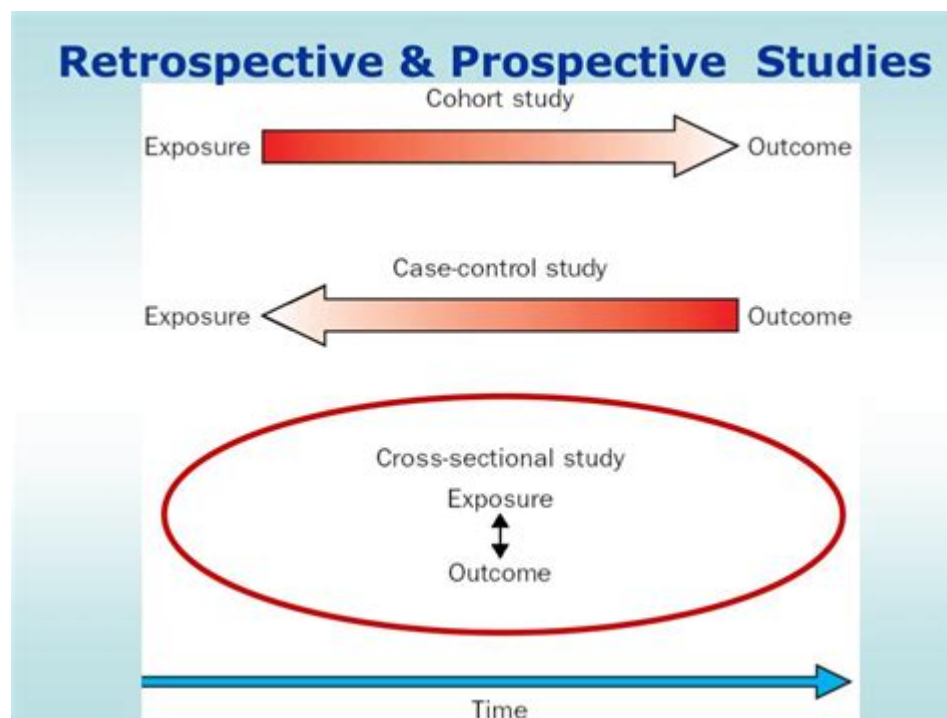 Retrospective & Prospective Studies
Cohort study
Exposure
Outcome
Case-control study
Exposure
Outcome
Cross-sectional study
Exposure
Outcome
Time